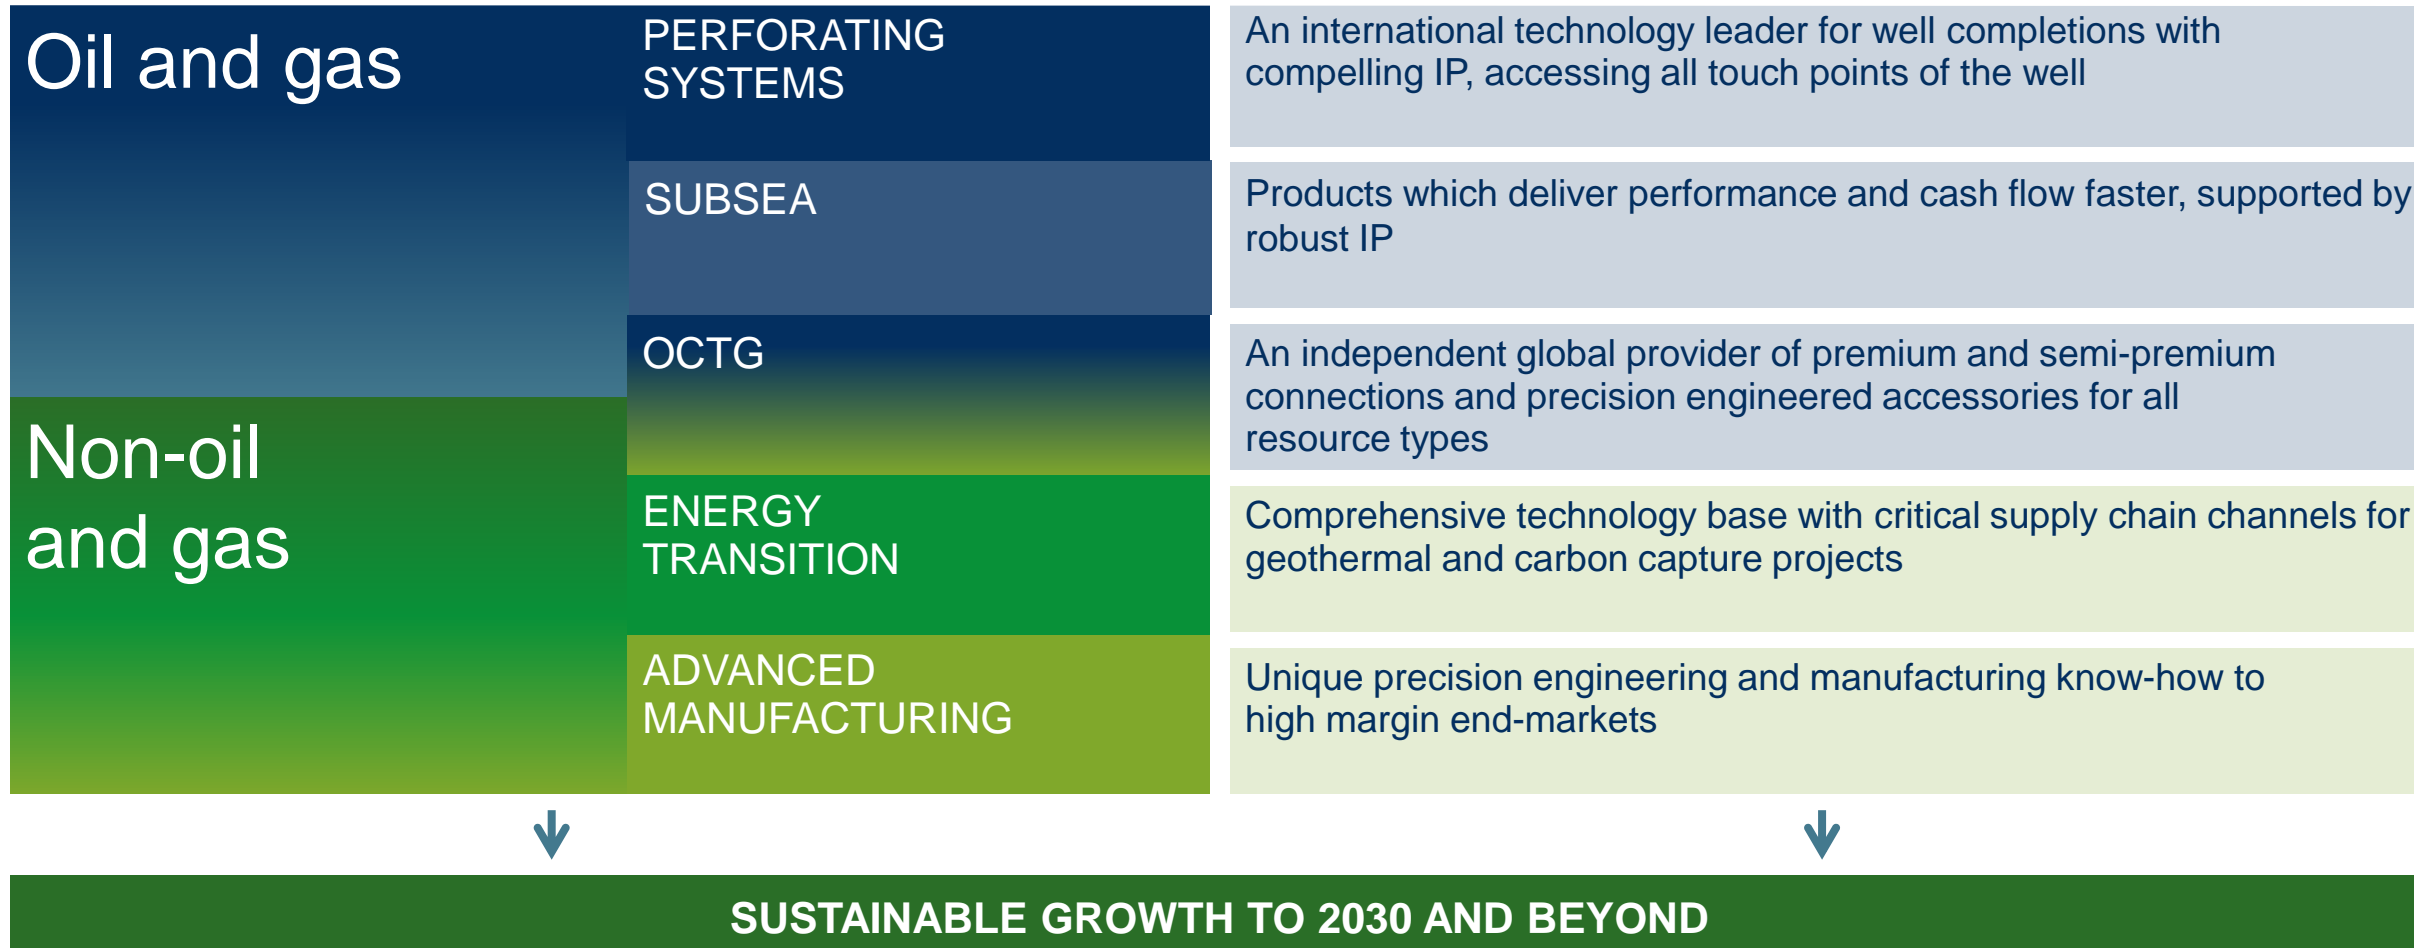 Oil and gas
PERFORATING
SYSTEMS
An international technology leader for well completions with
compelling IP, accessing all touch points of the well
SUBSEA
Products which deliver performance and cash flow faster, supported by
robust IP
OCTG
An independent global provider of premium and semi-premium
connections and precision engineered accessories for all
resource types
Non-oil
and gas
ENERGY
TRANSITION
Comprehensive technology base with critical supply chain channels for
geothermal and carbon capture projects
ADVANCED
MANUFACTURING
Unique precision engineering and manufacturing know-how to
high margin end-markets
SUSTAINABLE GROWTH TO 2030 AND BEYOND